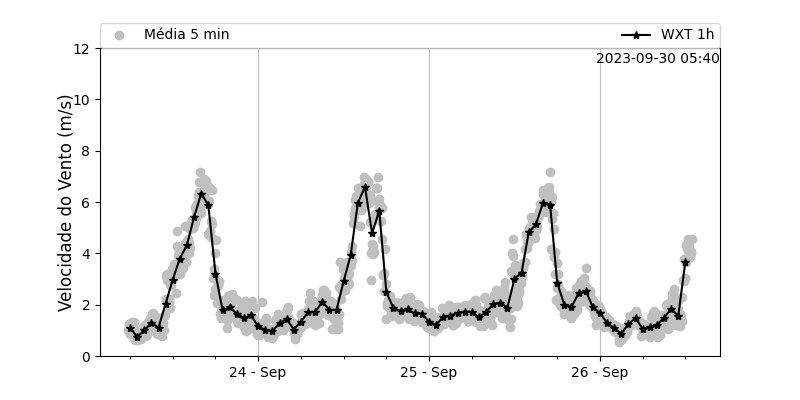 Média 5 min
WXT 1h
2023-09-30 05:40
Velocidade do Vento (m/s)
12
10
8
6
4
2
0
24 - Sep
25 - Sep
26 - Sep